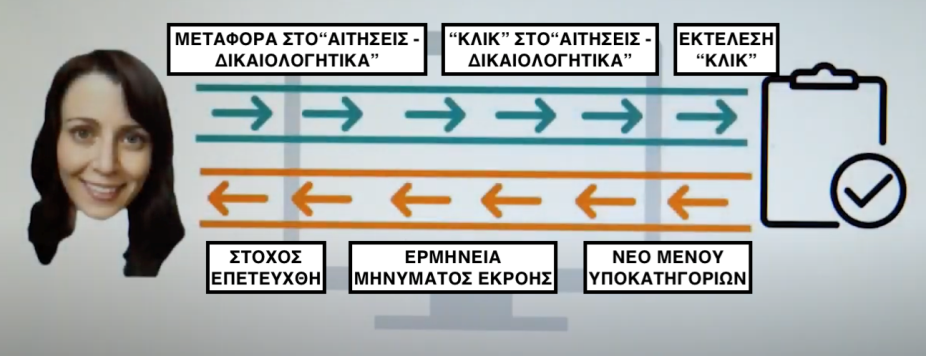 ΜΕΤΑΦΟΡΑ ΣΤΟ“ΑΙΤΗΣΕΙΣ -
ΔΙΚΑΙΟΛΟΓΗΤΙΚΑ”
“ΚΛΙΚ” ΣΤΟ“ΑΙΤΗΣΕΙΣ -
ΔΙΚΑΙΟΛΟΓΗΤΙΚΑ”
ΕΚΤΕΛΕΣΗ
“ΚΛΙΚ”
ΣΤΟΧΟΣ
ΕΠΕΤΕΥΧΘΗ
ΕΡΜΗΝΕΙΑ
ΜΗΝΥΜΑΤΟΣ ΕΚΡΟΗΣ
ΝΕΟ ΜΕΝΟΥ
ΥΠΟΚΑΤΗΓΟΡΙΩΝ